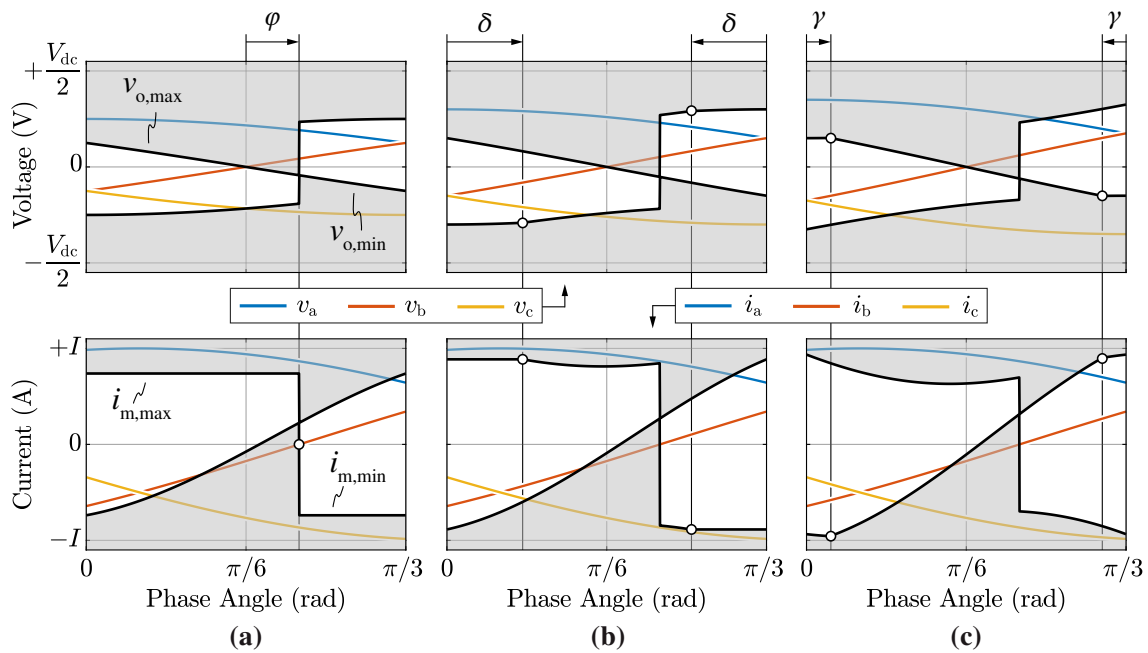 φ δ δ γ γ
+V_dc/2
0
−V_dc/2
Voltage (V)
v_o,max
v_o,min
v_a v_b v_c
i_a i_b i_c
+I
0
−I
Current (A)
i_m,max
i_m,min
0 π/6 π/3 0 π/6 π/3 0 π/6 π/3
Phase Angle (rad) Phase Angle (rad) Phase Angle (rad)
(a) (b) (c)